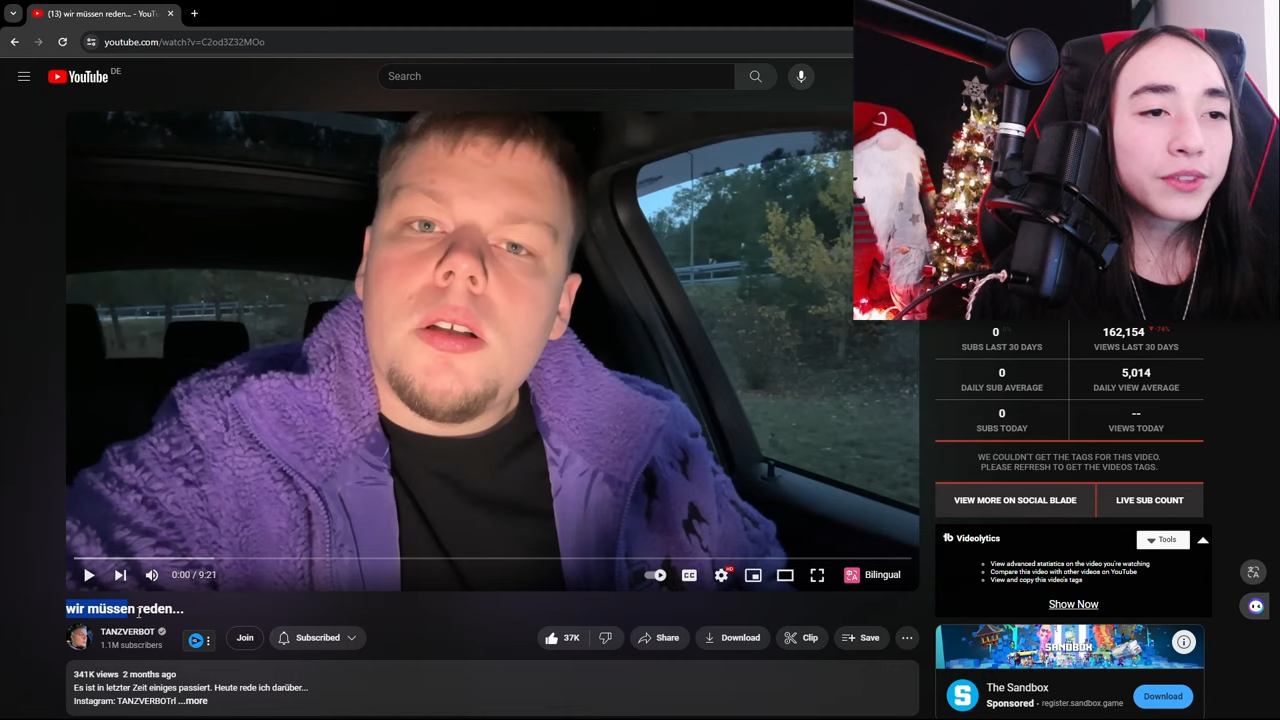 (13) wir müssen reden... - YouTu
youtube.com/watch?v=C2od3Z32MOo
YouTube DE
Search
0
162,154 ▼-74%
SUBS LAST 30 DAYS
VIEWS LAST 30 DAYS
0
5,014
DAILY SUB AVERAGE
DAILY VIEW AVERAGE
0
--
SUBS TODAY
VIEWS TODAY
WE COULDN'T GET THE TAGS FOR THIS VIDEO.
PLEASE REFRESH TO GET THE VIDEOS TAGS.
VIEW MORE ON SOCIAL BLADE
LIVE SUB COUNT
Videolytics
Tools
View advanced statistics on the video you're watching
Compare this video with other videos on YouTube
View and copy this video's tags
Show Now
0:00 / 9:21
CC
HD
Bilingual
wir müssen reden...
TANZVERBOT
1.1M subscribers
Join
Subscribed
37K
Share
Download
Clip
Save
341K views 2 months ago
Es ist in letzter Zeit einiges passiert. Heute rede ich darüber...
Instagram: TANZVERBOTrl ...more
SANDBOX
The Sandbox
Sponsored · register.sandbox.game
Download